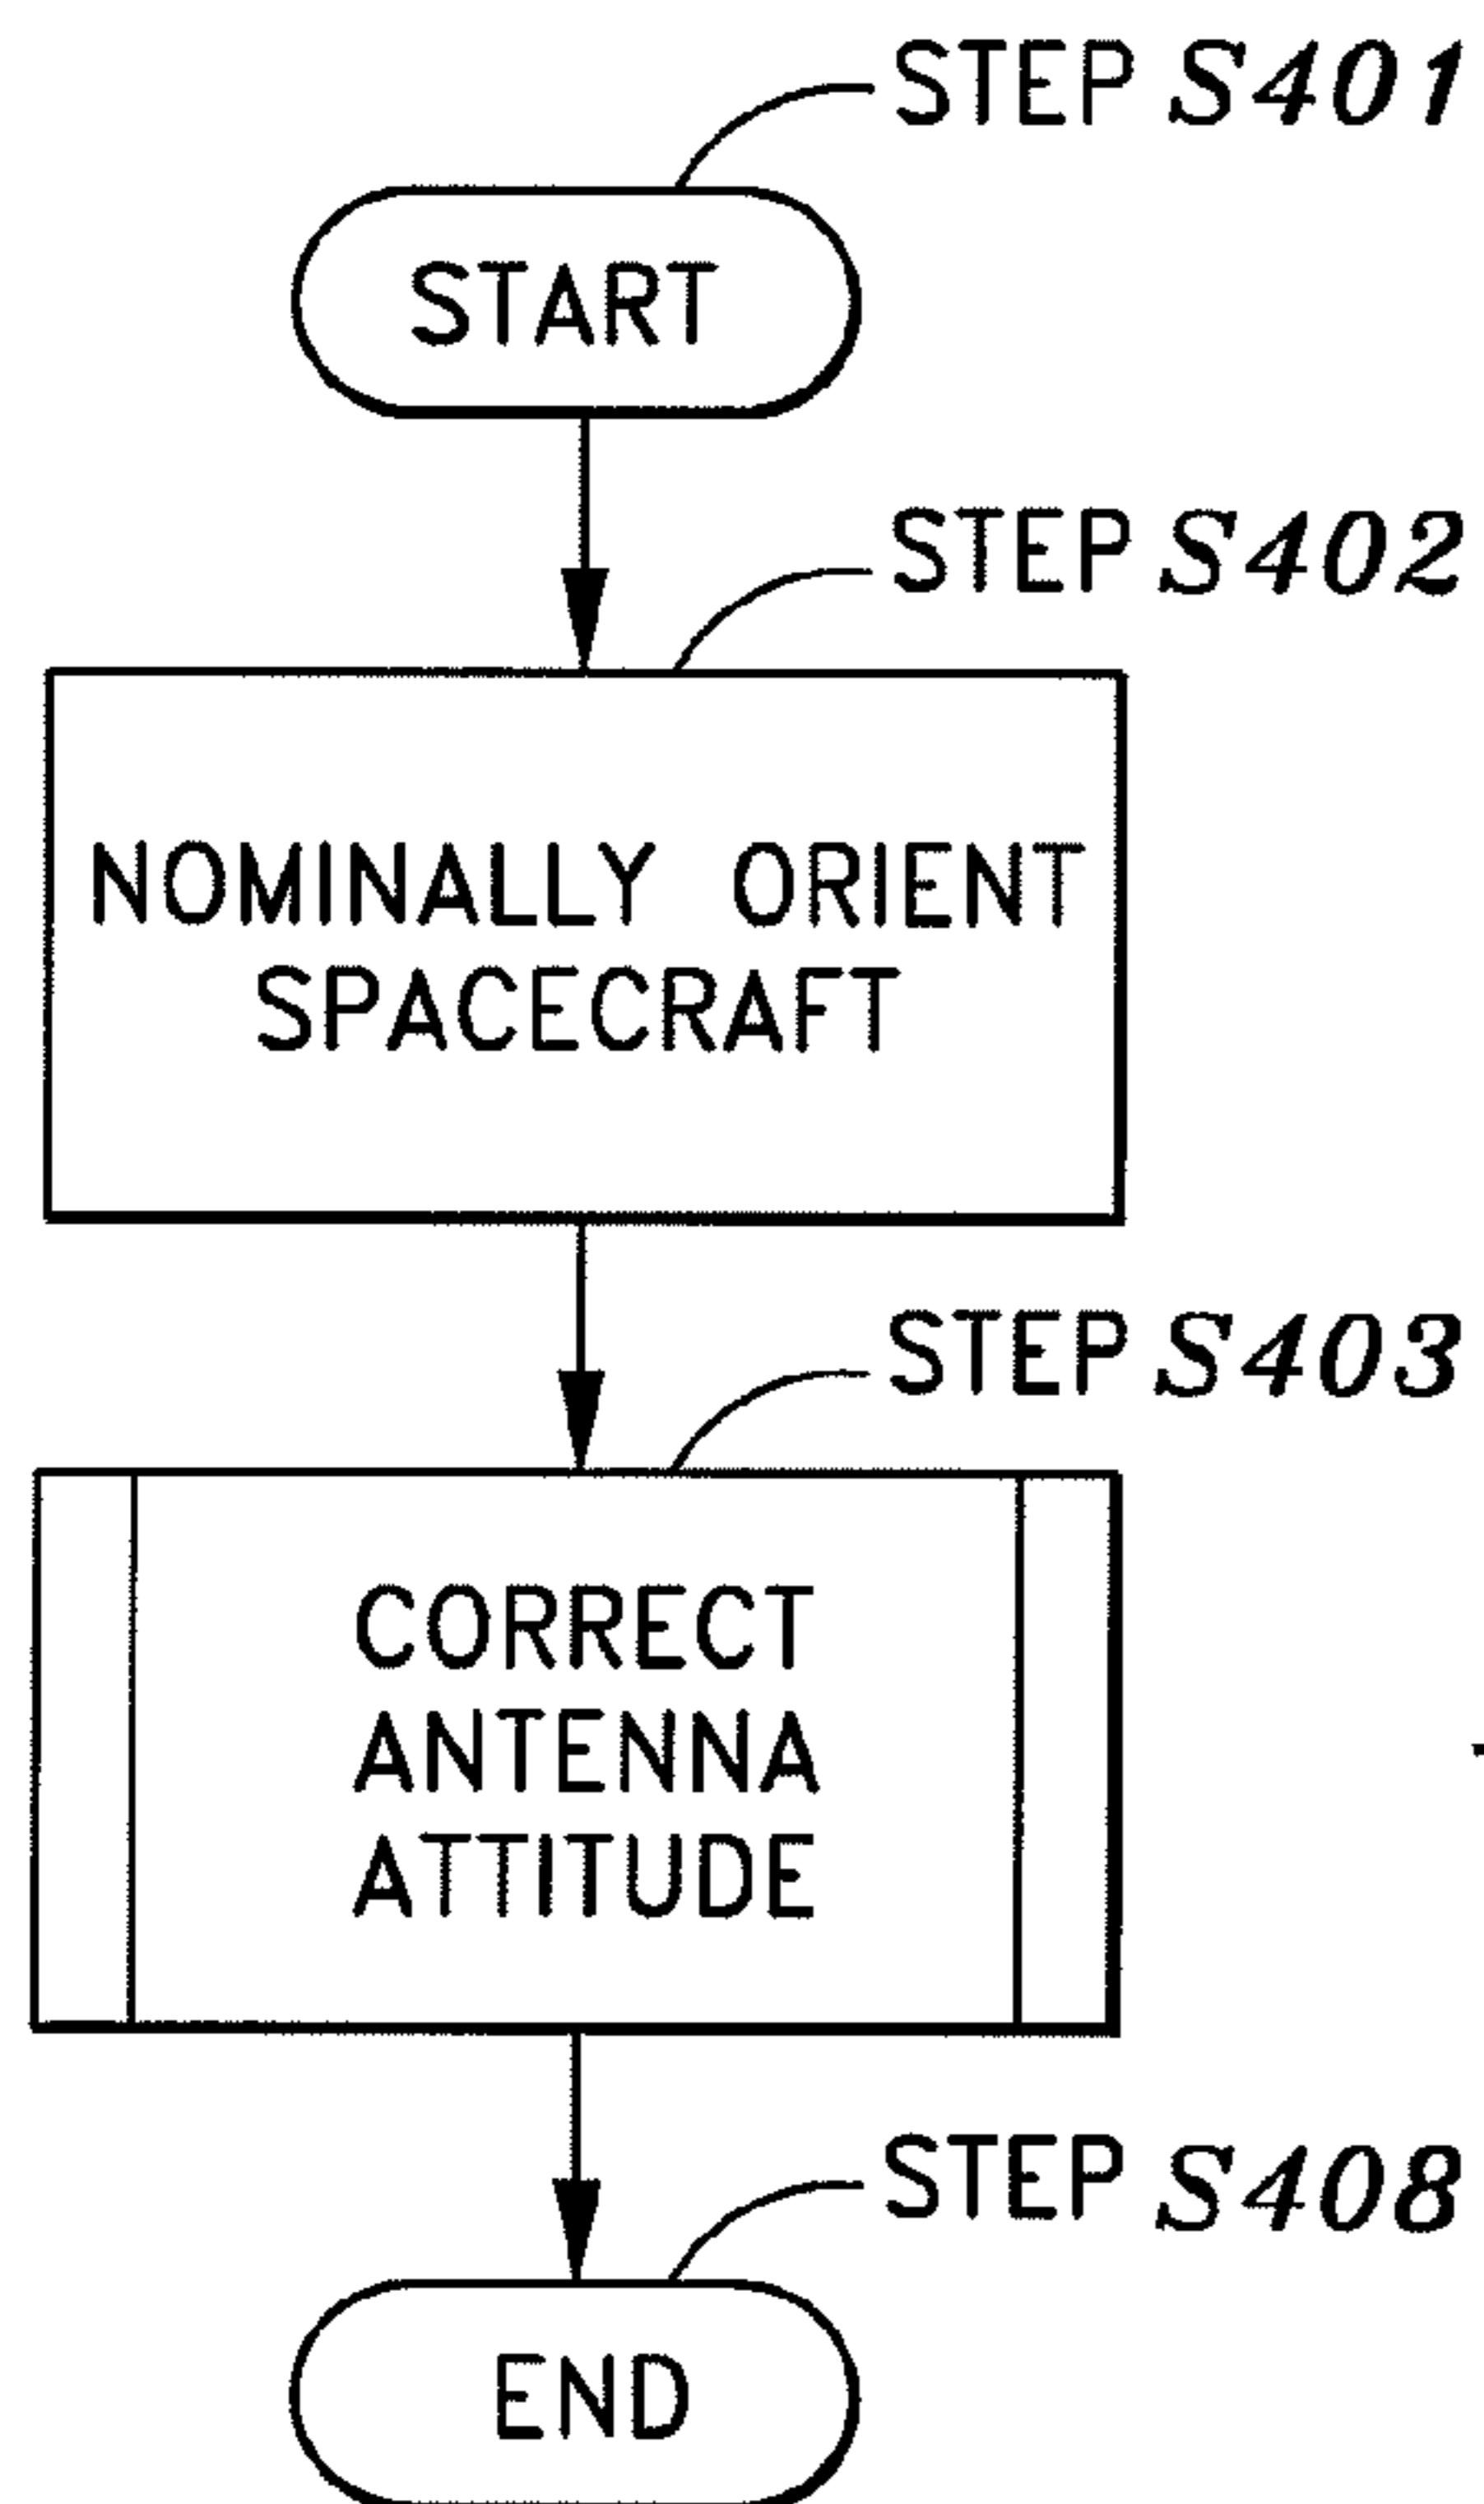 STEP S401
START
STEP S402
NOMINALLY ORIENT
SPACECRAFT
STEP S403
CORRECT
ANTENNA
ATTITUDE
STEP S408
END